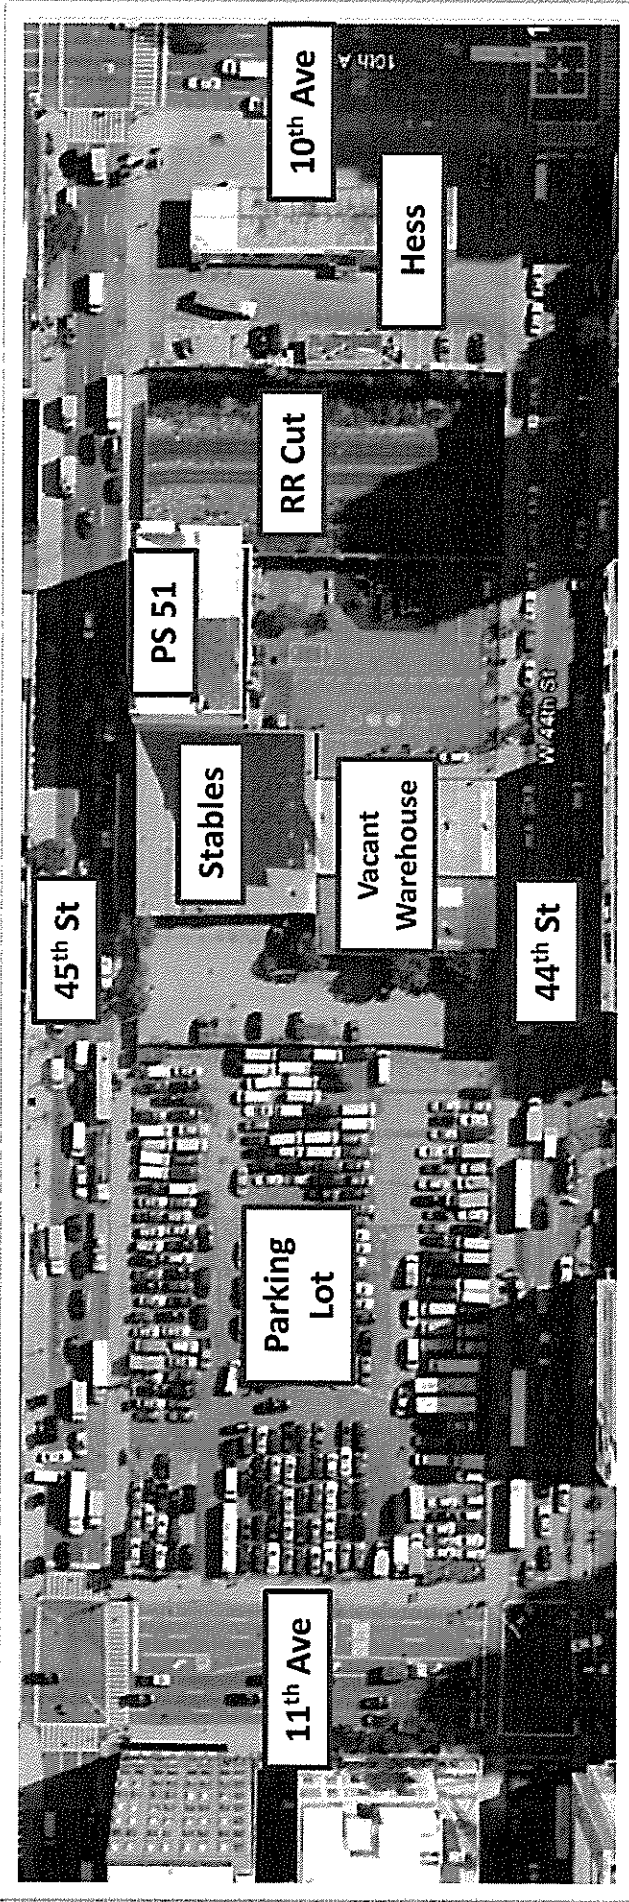 45th St
PS 51
Stables
11th Ave
Parking
Lot
Vacant
Warehouse
RR Cut
10th Ave
Hess
44th St
W 44th St
10th A